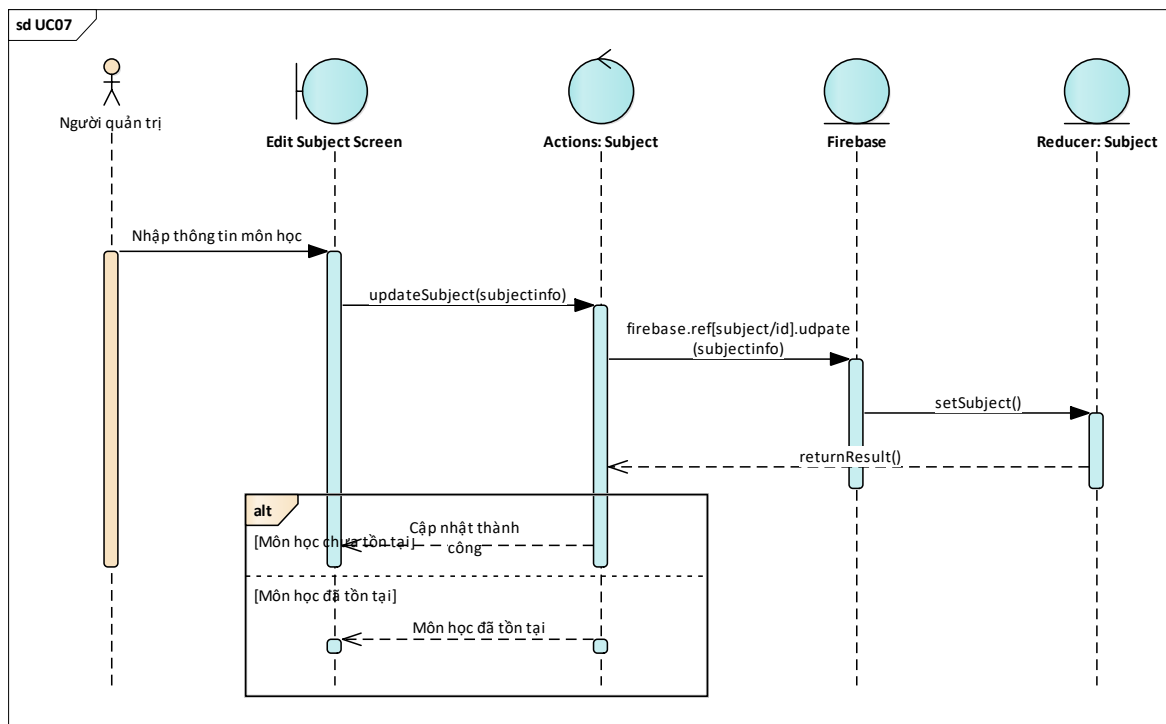 sd UC07
Người quản trị
Edit Subject Screen
Actions: Subject
Firebase
Reducer: Subject
Nhập thông tin môn học
updateSubject(subjectinfo)
firebase.ref[subject/id].udpate
(subjectinfo)
setSubject()
returnResult()
alt
[Môn học chưa tồn tại]
Cập nhật thành
công
[Môn học đã tồn tại]
Môn học đã tồn tại